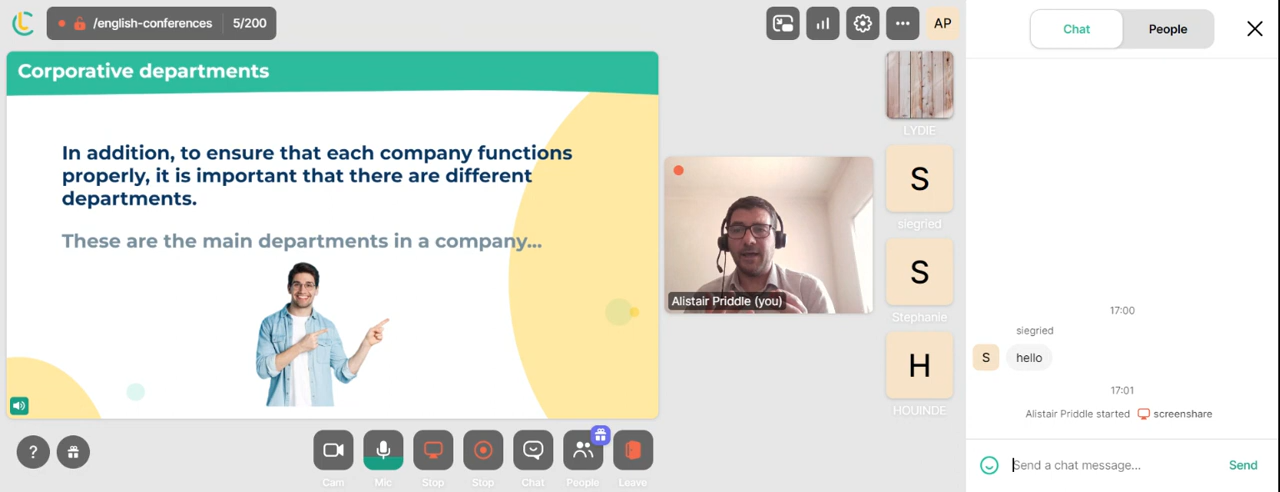 /english-conferences 5/200
AP
Chat People
Corporative departments
In addition, to ensure that each company functions
properly, it is important that there are different
departments.
These are the main departments in a company...
Alistair Priddle (you)
LYDIE
S
siegried
S
Stephanie
H
HOUINDE
17:00
siegried
S hello
17:01
Alistair Priddle started screenshare
Send a chat message... Send
?
Cam Mic Stop Stop Chat People Leave